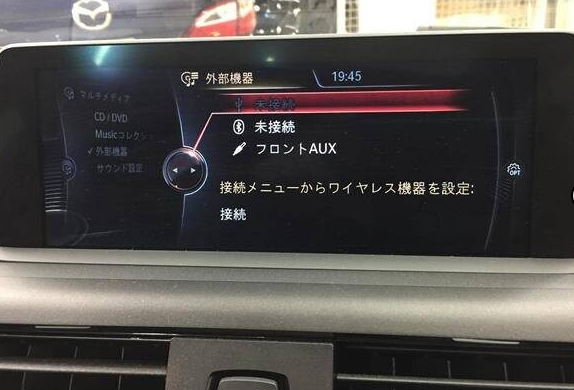 外部機器
19:45
マルチメディア
CD/DVD
Musicコレクシ
✓外部機器
サウンド設定
未接続
未接続
フロントAUX
接続メニューからワイヤレス機器を設定:
接続
OPT